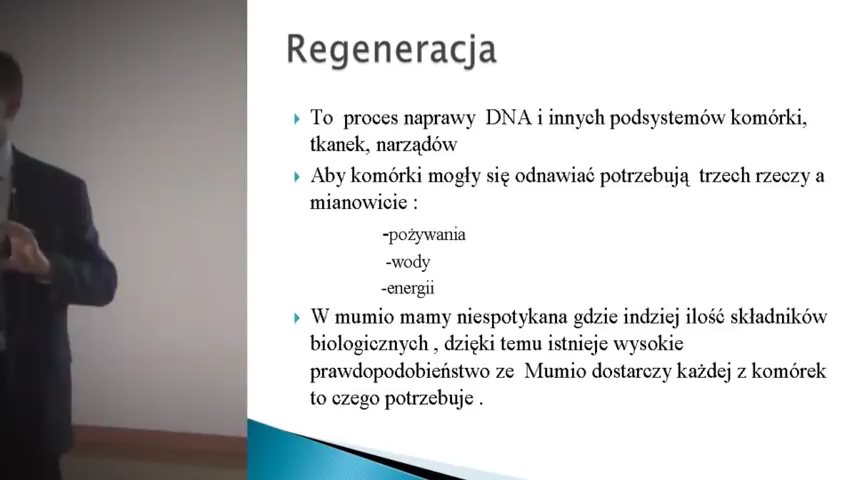 Regeneracja
To proces naprawy DNA i innych podsystemów komórki,
tkanek, narządów
Aby komórki mogły się odnawiać potrzebują trzech rzeczy a
mianowicie :
-pożywania
-wody
-energii
W mumio mamy niespotykana gdzie indziej ilość składników
biologicznych , dzięki temu istnieje wysokie
prawdopodobieństwo ze Mumio dostarczy każdej z komórek
to czego potrzebuje .